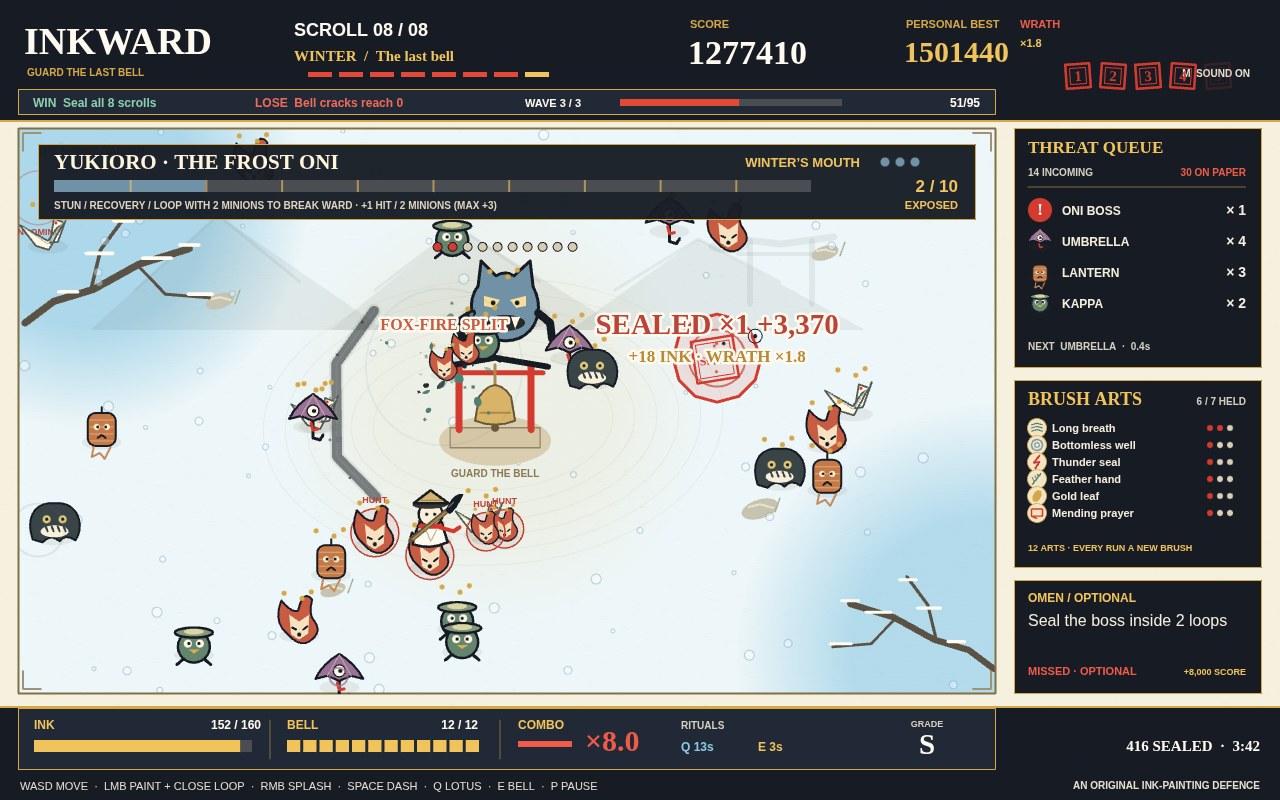 INKWARD
GUARD THE LAST BELL
SCROLL 08 / 08
WINTER / The last bell
SCORE
1277410
PERSONAL BEST
1501440
WRATH
×1.8
1 2 3 4
SOUND ON
WIN Seal all 8 scrolls
LOSE Bell cracks reach 0
WAVE 3 / 3
51/95
YUKIORO · THE FROST ONI
WINTER'S MOUTH
2 / 10
STUN / RECOVERY / LOOP WITH 2 MINIONS TO BREAK WARD · +1 HIT / 2 MINIONS (MAX +3)
EXPOSED
FOX-FIRE SPLIT
SEALED ×1 +3,370
+18 INK · WRATH ×1.8
GUARD THE BELL
HUNT
HUNT
HUNT
THREAT QUEUE
14 INCOMING
30 ON PAPER
! ONI BOSS × 1
UMBRELLA × 4
LANTERN × 3
KAPPA × 2
NEXT UMBRELLA · 0.4s
BRUSH ARTS
6 / 7 HELD
Long breath
Bottomless well
Thunder seal
Feather hand
Gold leaf
Mending prayer
12 ARTS · EVERY RUN A NEW BRUSH
OMEN / OPTIONAL
Seal the boss inside 2 loops
MISSED · OPTIONAL
+8,000 SCORE
INK
152 / 160
BELL
12 / 12
COMBO
×8.0
RITUALS
Q 13s
E 3s
GRADE
S
416 SEALED · 3:42
WASD MOVE · LMB PAINT + CLOSE LOOP · RMB SPLASH · SPACE DASH · Q LOTUS · E BELL · P PAUSE
AN ORIGINAL INK-PAINTING DEFENCE